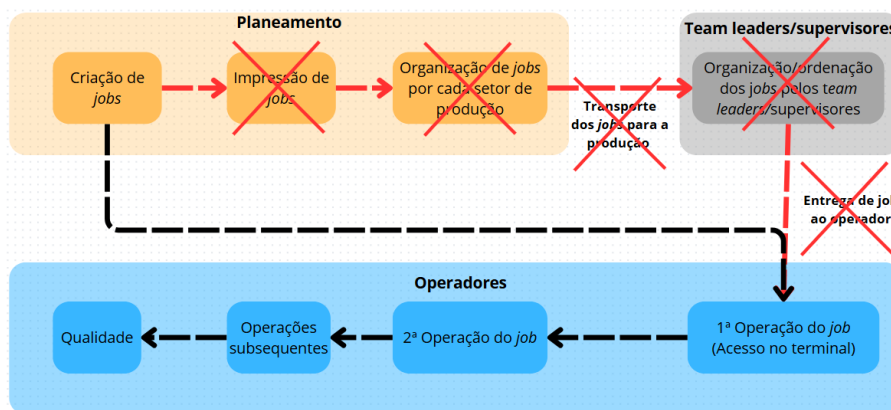 Planeamento
Team leaders/supervisores
Criação de
jobs
Impressão de
jobs
Organização de jobs
por cada setor de
produção
Transporte
dos jobs para a
produção
Organização/ordenação
dos jobs pelos team
leaders/supervisores
Entrega de job
ao operador
Operadores
Qualidade
Operações
subsequentes
2ª Operação do job
1ª Operação do job
(Acesso no terminal)